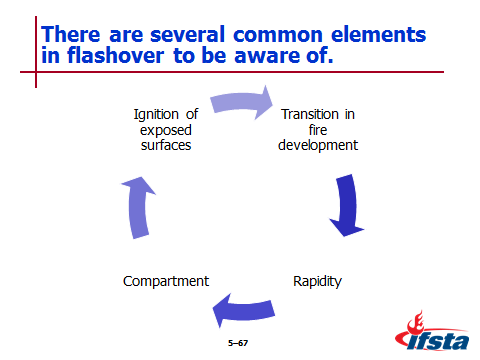 There are several common elements
in flashover to be aware of.
Ignition of
exposed
surfaces
Transition in
fire
development
Compartment
Rapidity
5–67
ifsta